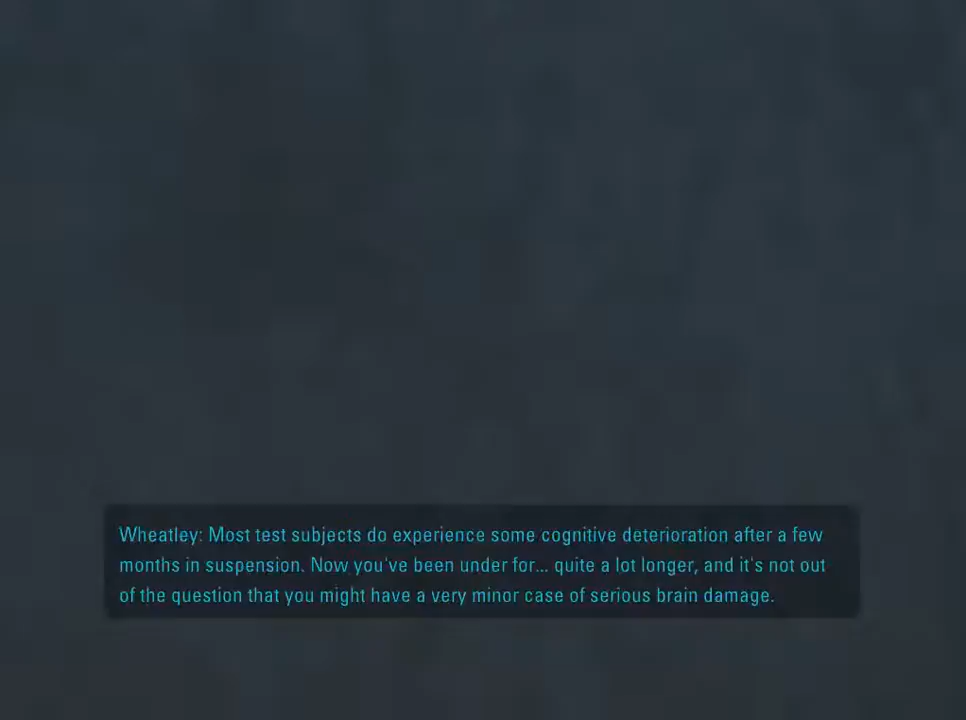 Wheatley: Most test subjects do experience some cognitive deterioration after a few
months in suspension. Now you've been under for... quite a lot longer, and it's not out
of the question that you might have a very minor case of serious brain damage.